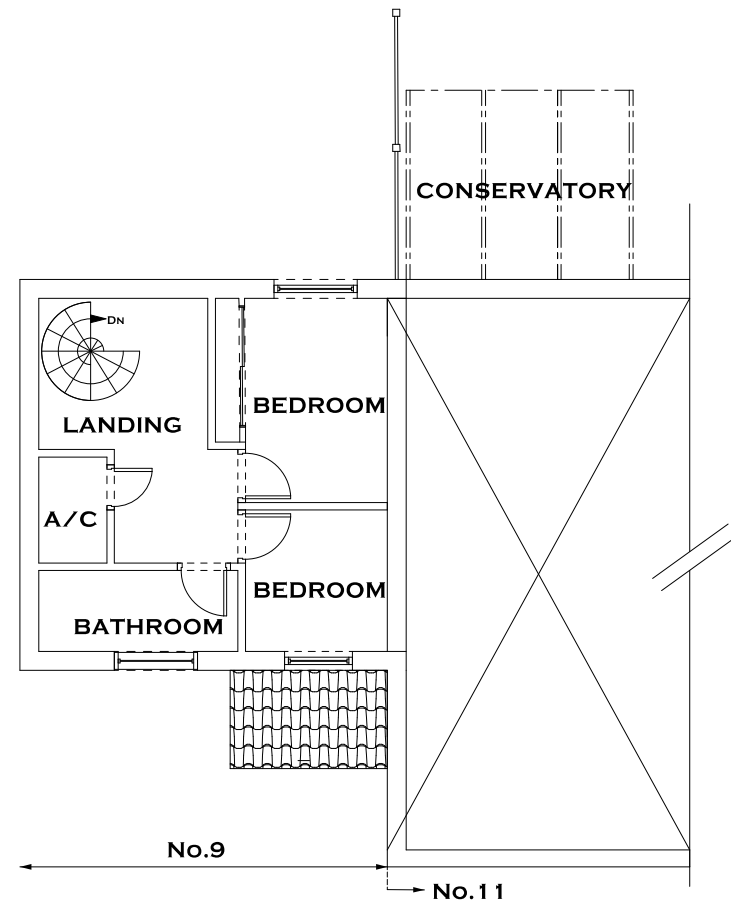 CONSERVATORY
DN
BEDROOM
LANDING
A/C
BEDROOM
BATHROOM
No.9
No.11